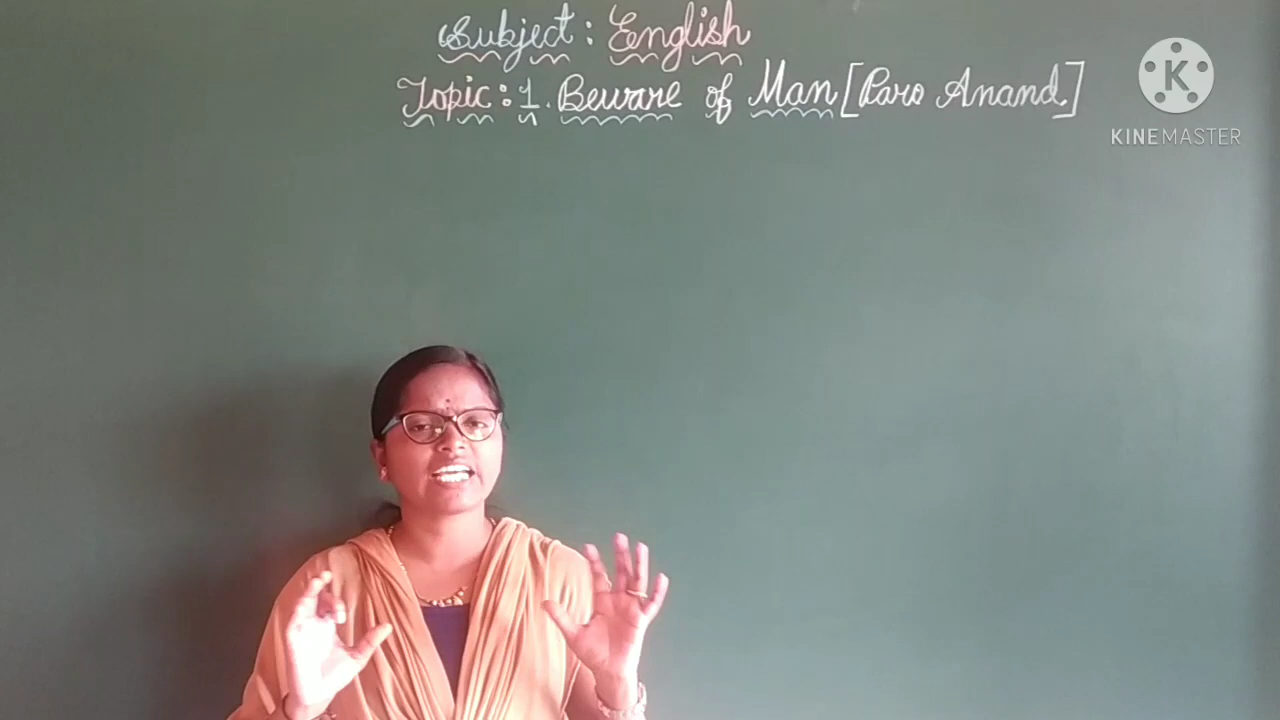 Subject : English
Topic : 1. Beware of Man [Paro Anand]
K
KINEMASTER